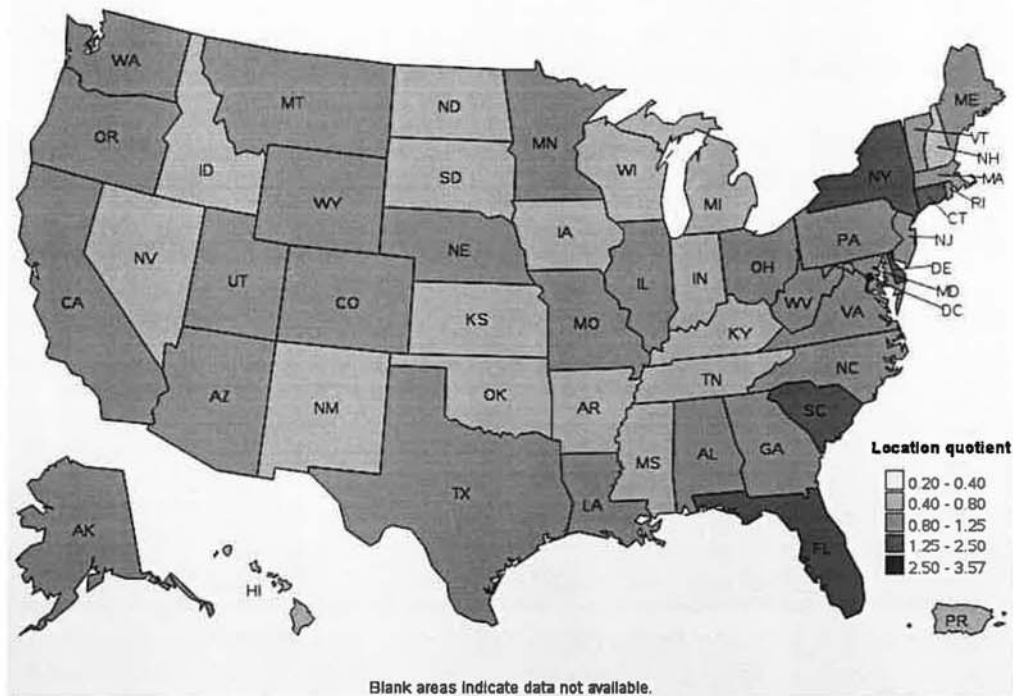 WA
MT
ND
MN
ME
OR
ID
SD
WI
MI
NY
VT
NH
MA
RI
CT
WY
IA
NE
PA
NJ
NV
UT
CO
IL
IN
OH
DE
MD
DC
CA
KS
MO
WV
VA
KY
NC
AZ
NM
OK
AR
TN
SC
MS
AL
GA
TX
LA
FL
AK
HI
PR
Location quotient
0.20 - 0.40
0.40 - 0.80
0.80 - 1.25
1.25 - 2.50
2.50 - 3.57
Blank areas indicate data not available.